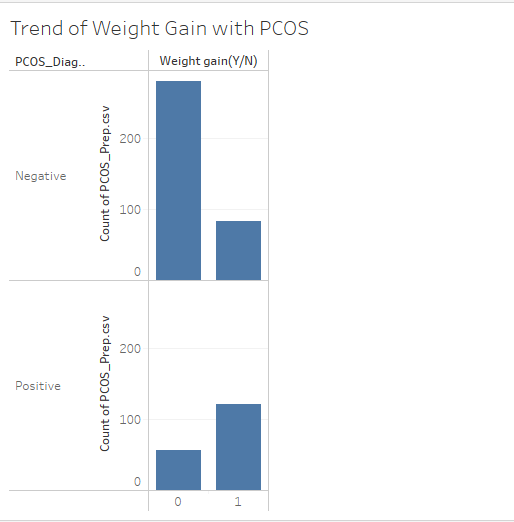 Trend of Weight Gain with PCOS
PCOS_Diag..
Weight gain(Y/N)
Negative
Count of PCOS_Prep.csv
200
100
0
Positive
Count of PCOS_Prep.csv
200
100
0
0
1